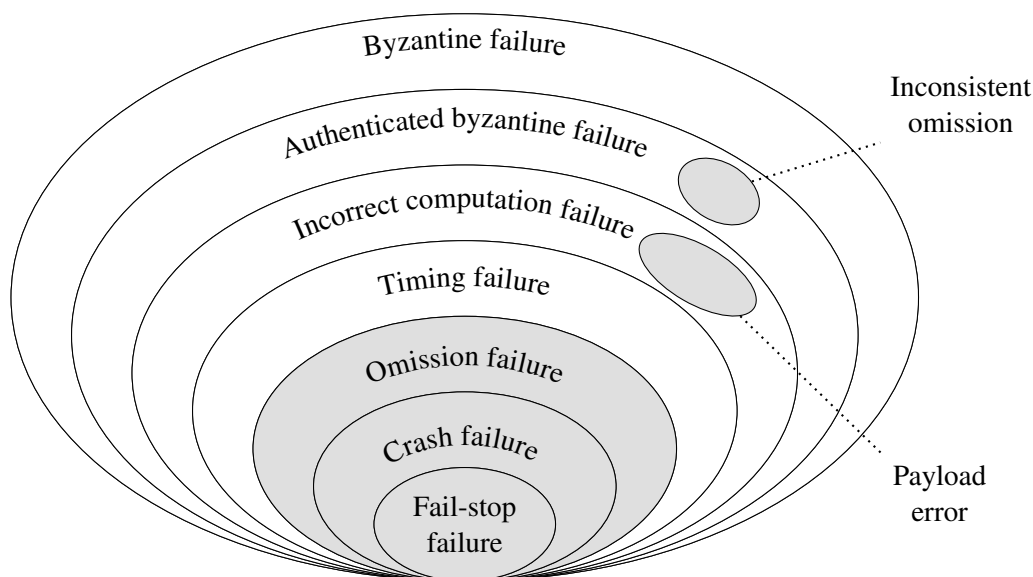 Byzantine failure
Inconsistent
omission
Authenticated byzantine failure
Incorrect computation failure
Timing failure
Omission failure
Crash failure
Fail-stop
failure
Payload
error